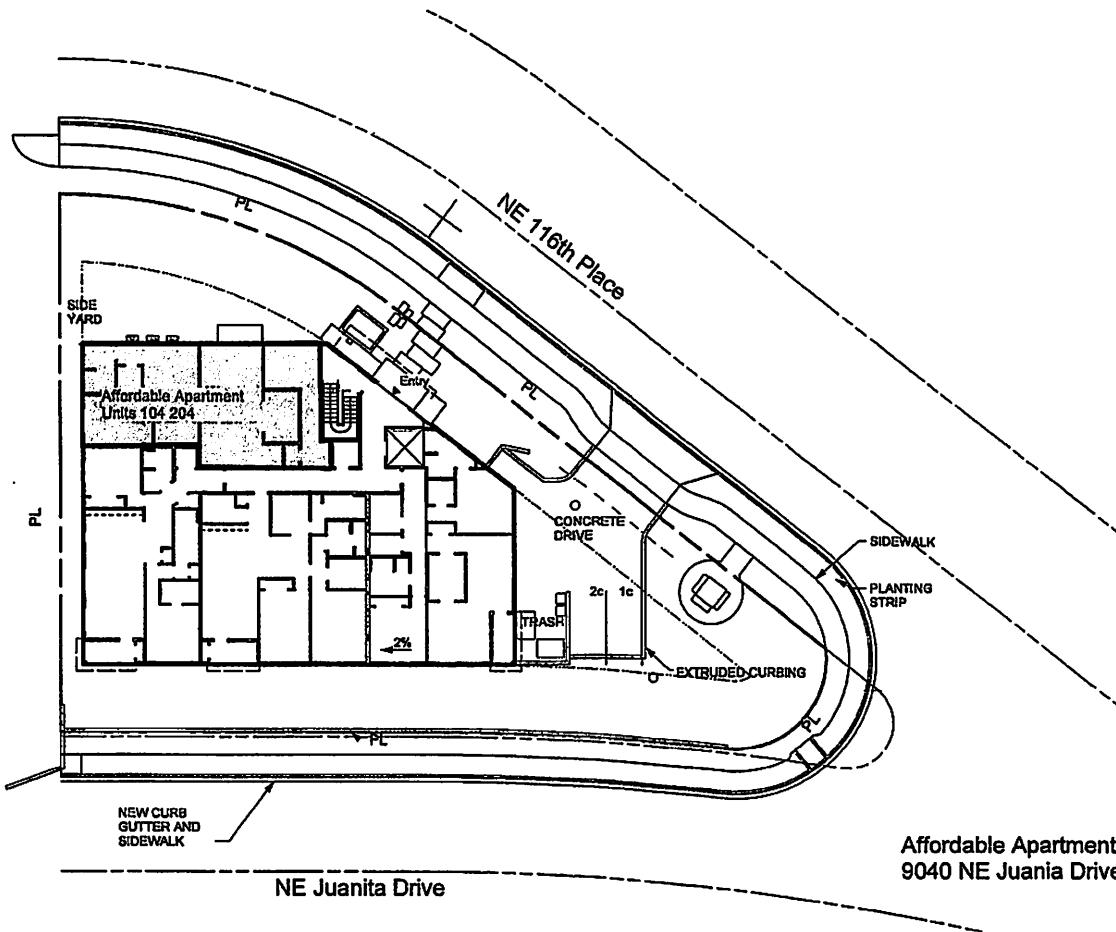 NE 116th Place
PL
SIDE
YARD
Entry
PL
Affordable Apartment
Units 104 204
PL
CONCRETE
DRIVE
SIDEWALK
PLANTING
STRIP
2c 1c
TRASH
2%
EXTRUDED CURBING
PL
PL
NEW CURB
GUTTER AND
SIDEWALK
NE Juanita Drive
Affordable Apartment
9040 NE Juania Drive